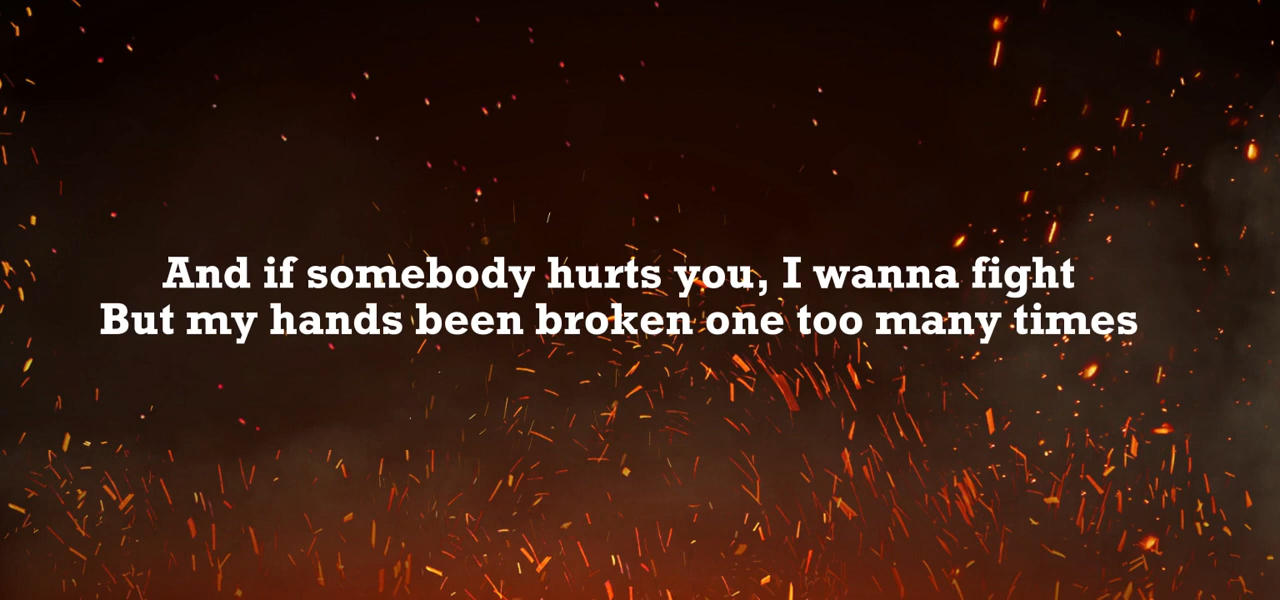 And if somebody hurts you, I wanna fight
But my hands been broken one too many times